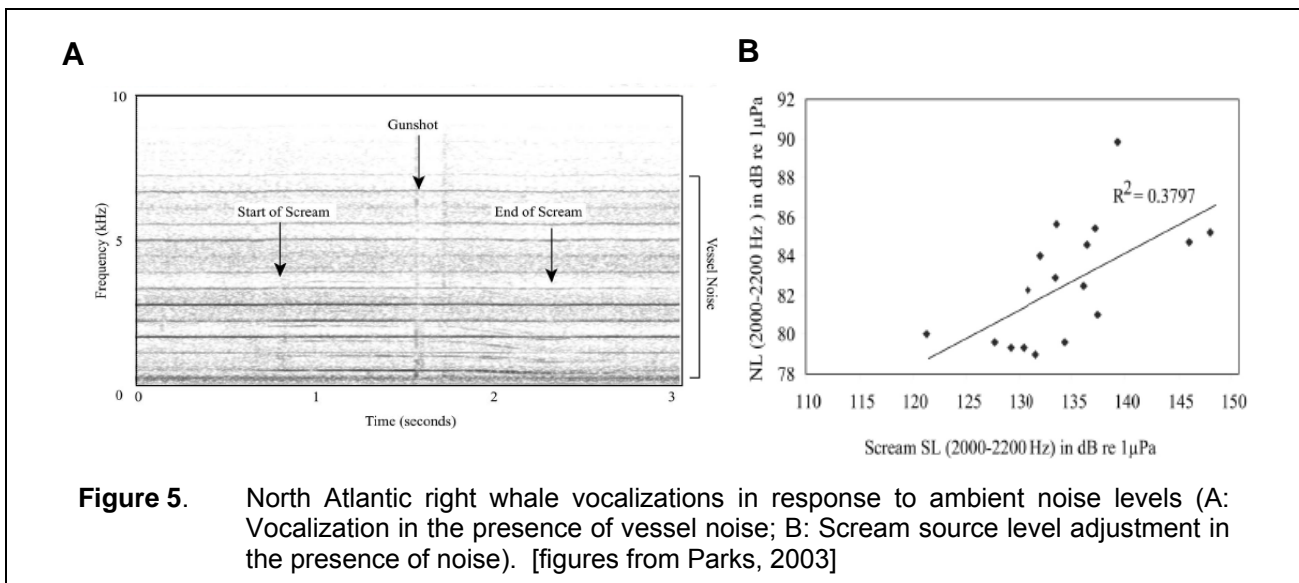 A
10
5
0
Frequency (kHz)
Gunshot
Start of Scream
End of Scream
Vessel Noise
0 1 2 3
Time (seconds)
B
92
90
88
86
84
82
80
78
NL (2000-2200 Hz ) in dB re 1µPa
R2 = 0.3797
110 115 120 125 130 135 140 145 150
Scream SL (2000-2200 Hz) in dB re 1µPa
Figure 5. North Atlantic right whale vocalizations in response to ambient noise levels (A:
Vocalization in the presence of vessel noise; B: Scream source level adjustment in
the presence of noise). [figures from Parks, 2003]